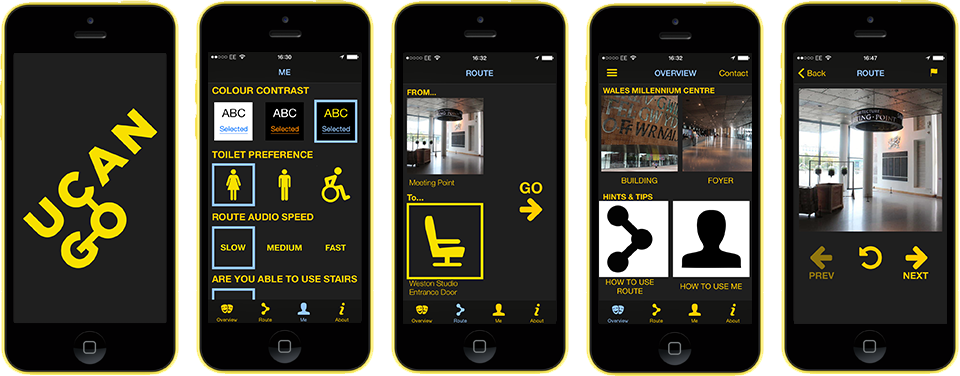 UCAN
GO
EE 16:30
ME
COLOUR CONTRAST
ABC ABC ABC
Selected Selected Selected
TOILET PREFERENCE
ROUTE AUDIO SPEED
SLOW MEDIUM FAST
ARE YOU ABLE TO USE STAIRS
Overview Route Me About
EE 16:32
ROUTE
FROM...
Meeting Point
GO
To...
Weston Studio
Entrance Door
Overview Route Me About
EE 16:32
OVERVIEW Contact
WALES MILLENNIUM CENTRE
BUILDING FOYER
HINTS & TIPS
HOW TO USE
ROUTE
HOW TO USE ME
Overview Route Me About
EE 16:47
Back ROUTE
PREV NEXT